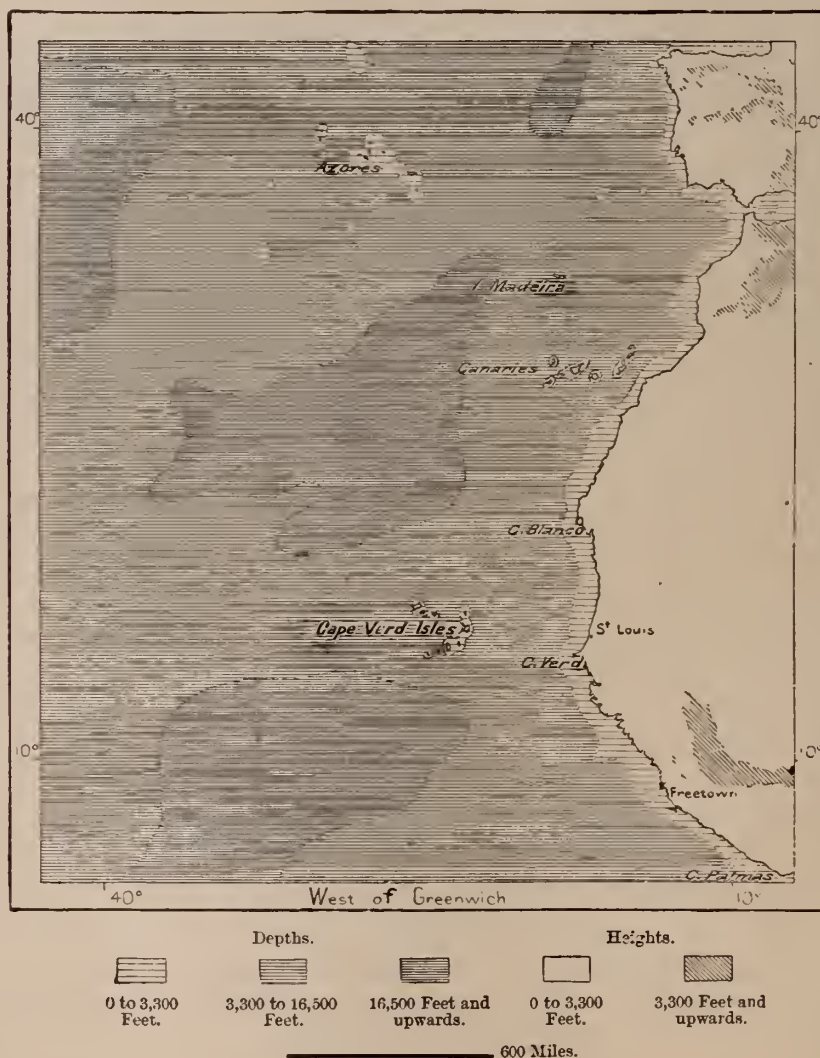 40°
40°
Azores
I. Madeira
Canaries
C. Blanco
Cape Verd Isles
St Louis
C. Verd
10°
10°
Freetown
C. Palmas
40°
West of Greenwich
10°
Depths.
Heights.
0 to 3,300
Feet.
3,300 to 16,500
Feet.
16,500 Feet and
upwards.
0 to 3,300
Feet.
3,300 Feet and
upwards.
600 Miles.